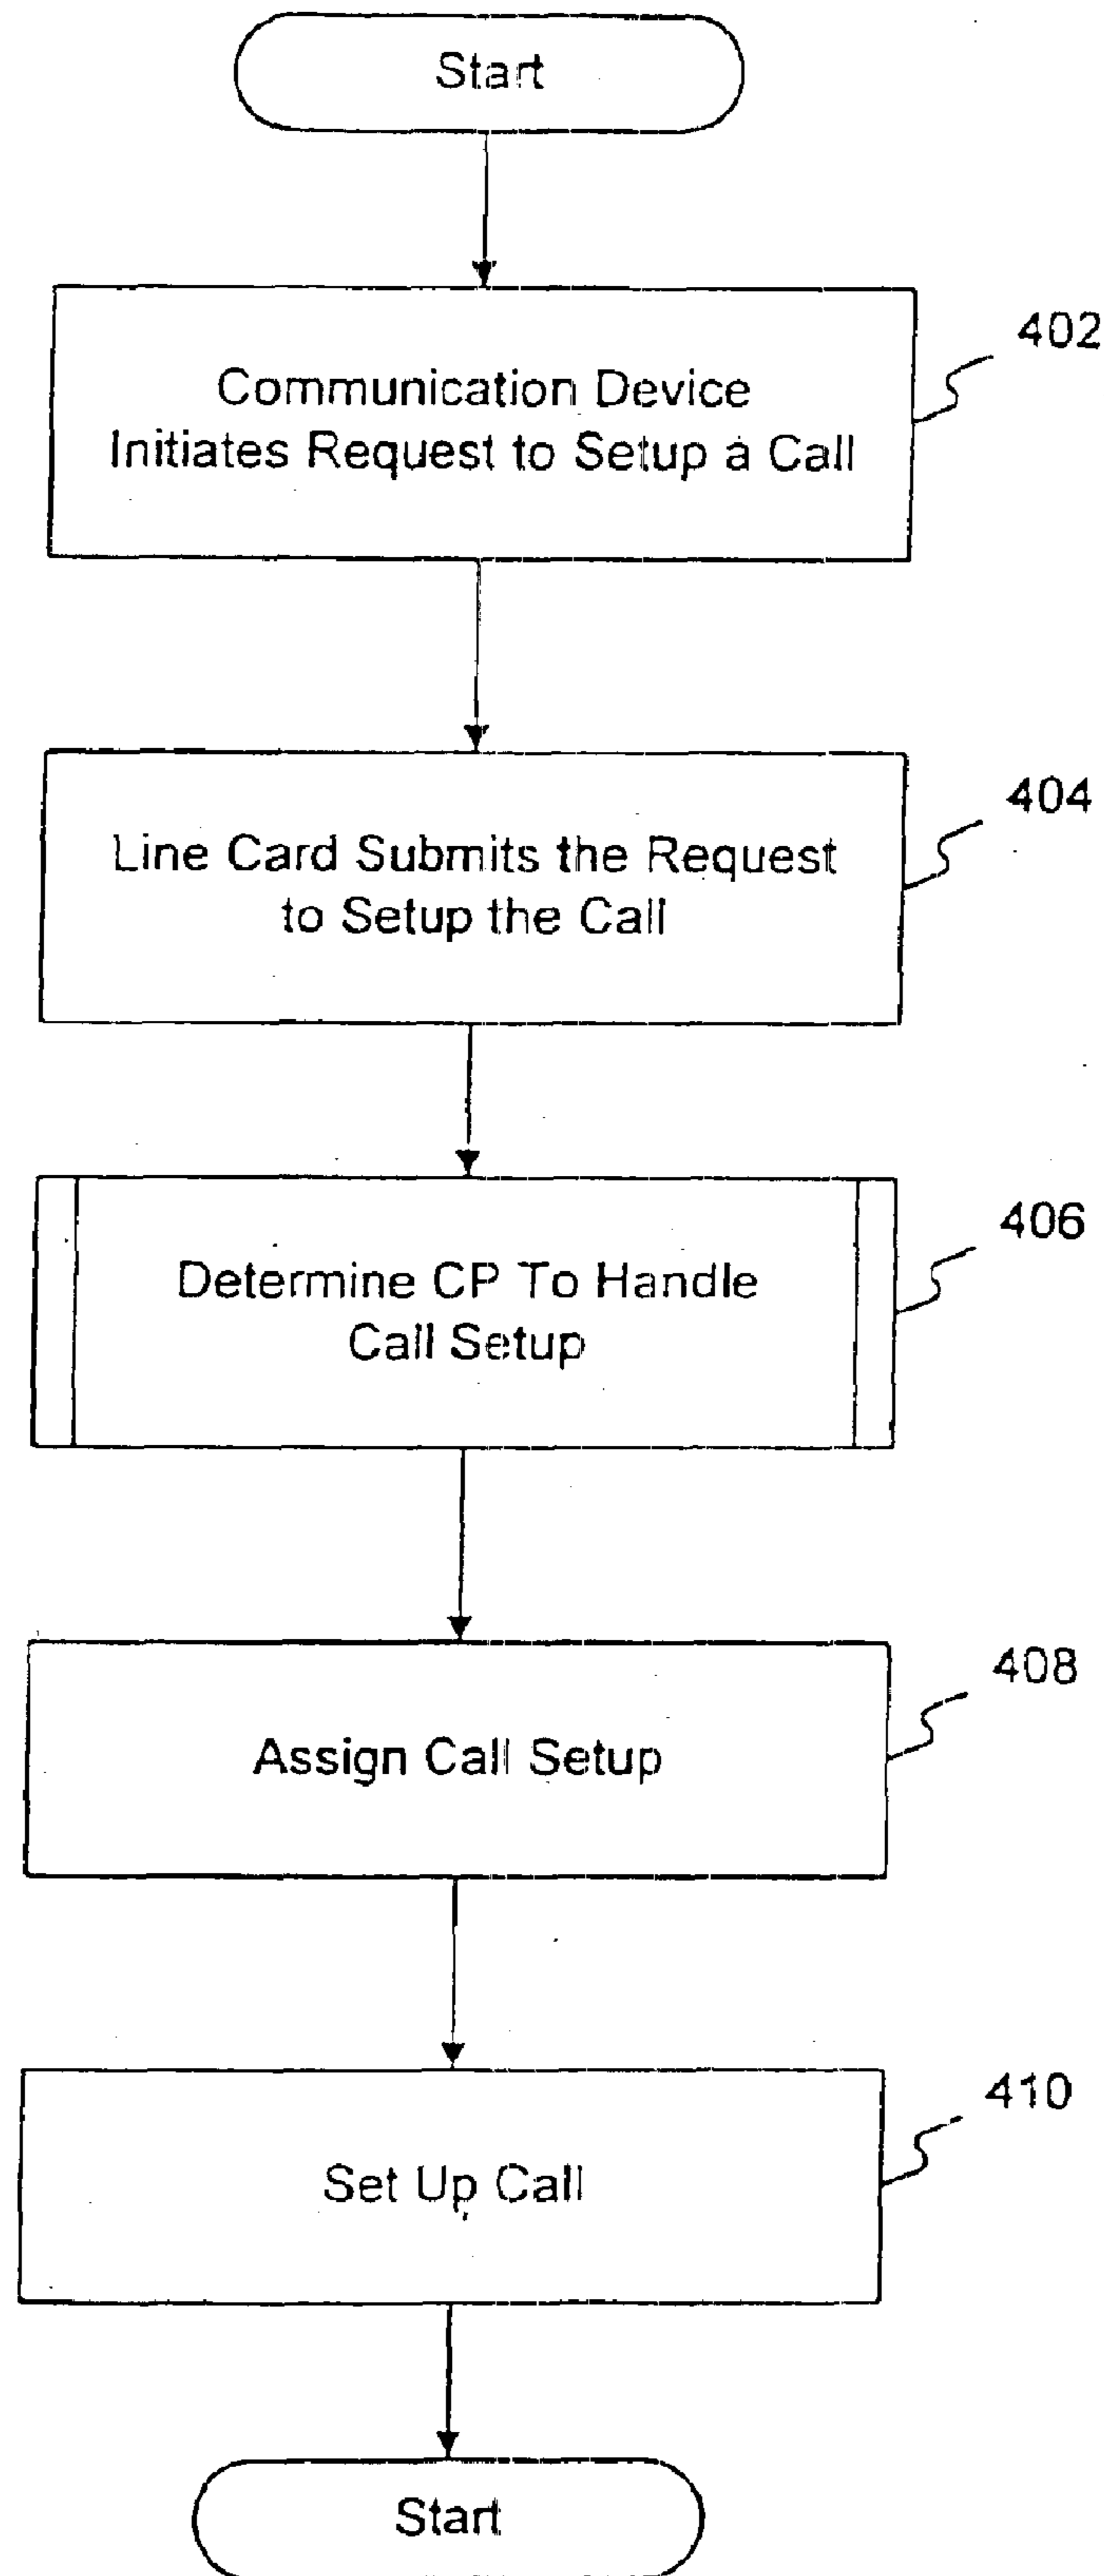 Start
Communication Device
Initiates Request to Setup a Call
402
Line Card Submits the Request
to Setup the Call
404
Determine CP To Handle
Call Setup
406
Assign Call Setup
408
Set Up Call
410
Start